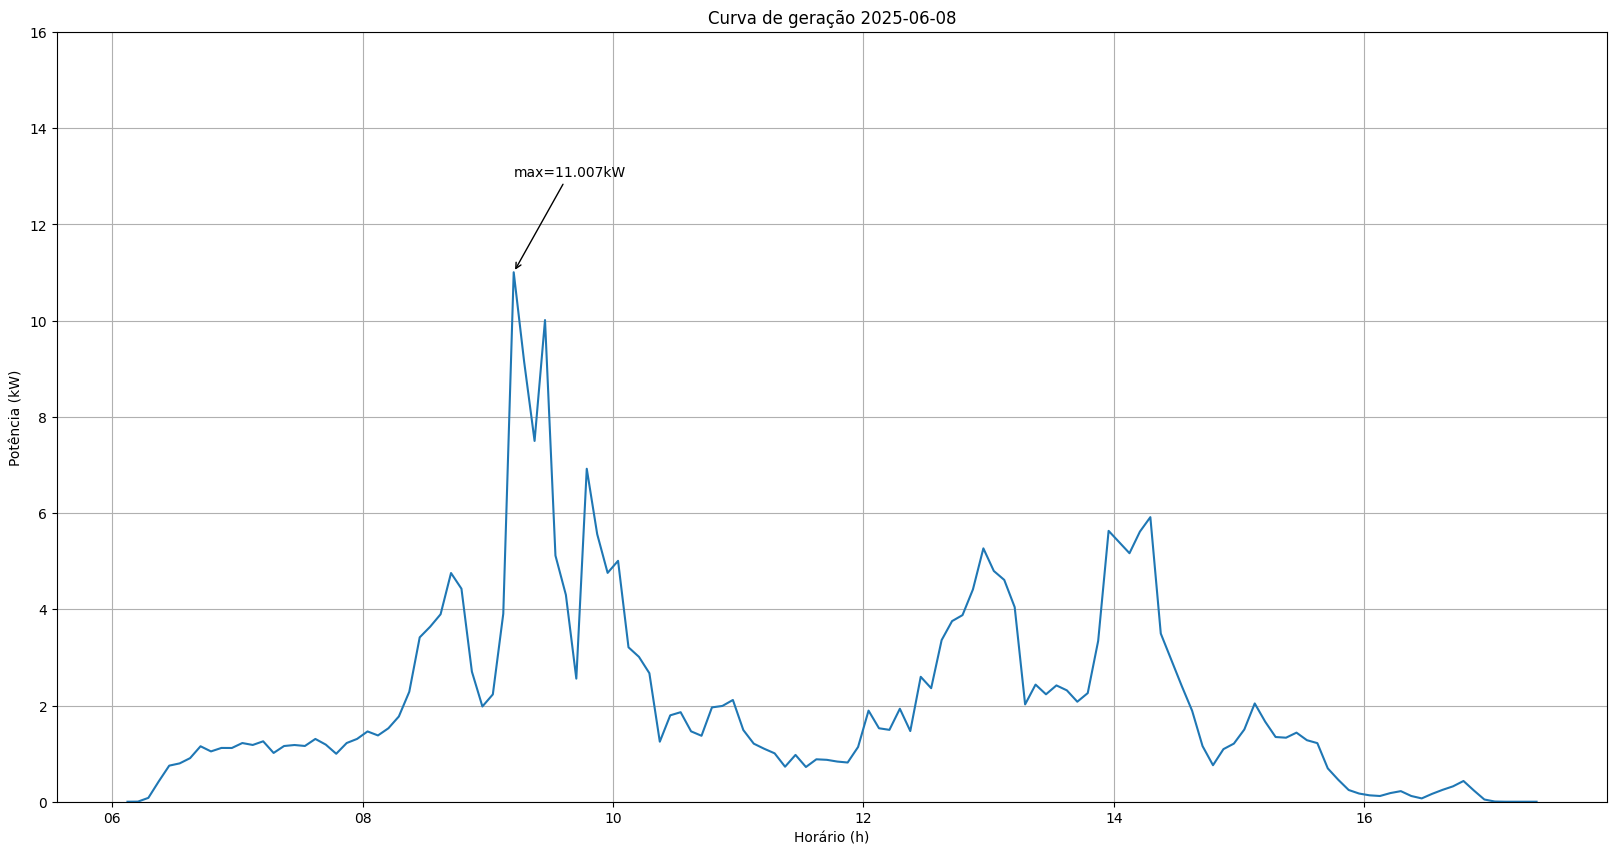 Curva de geração 2025-06-08
16
14
max=11.007kW
12
10
8
6
4
2
0
Potência (kW)
06 08 10 12 14 16
Horário (h)